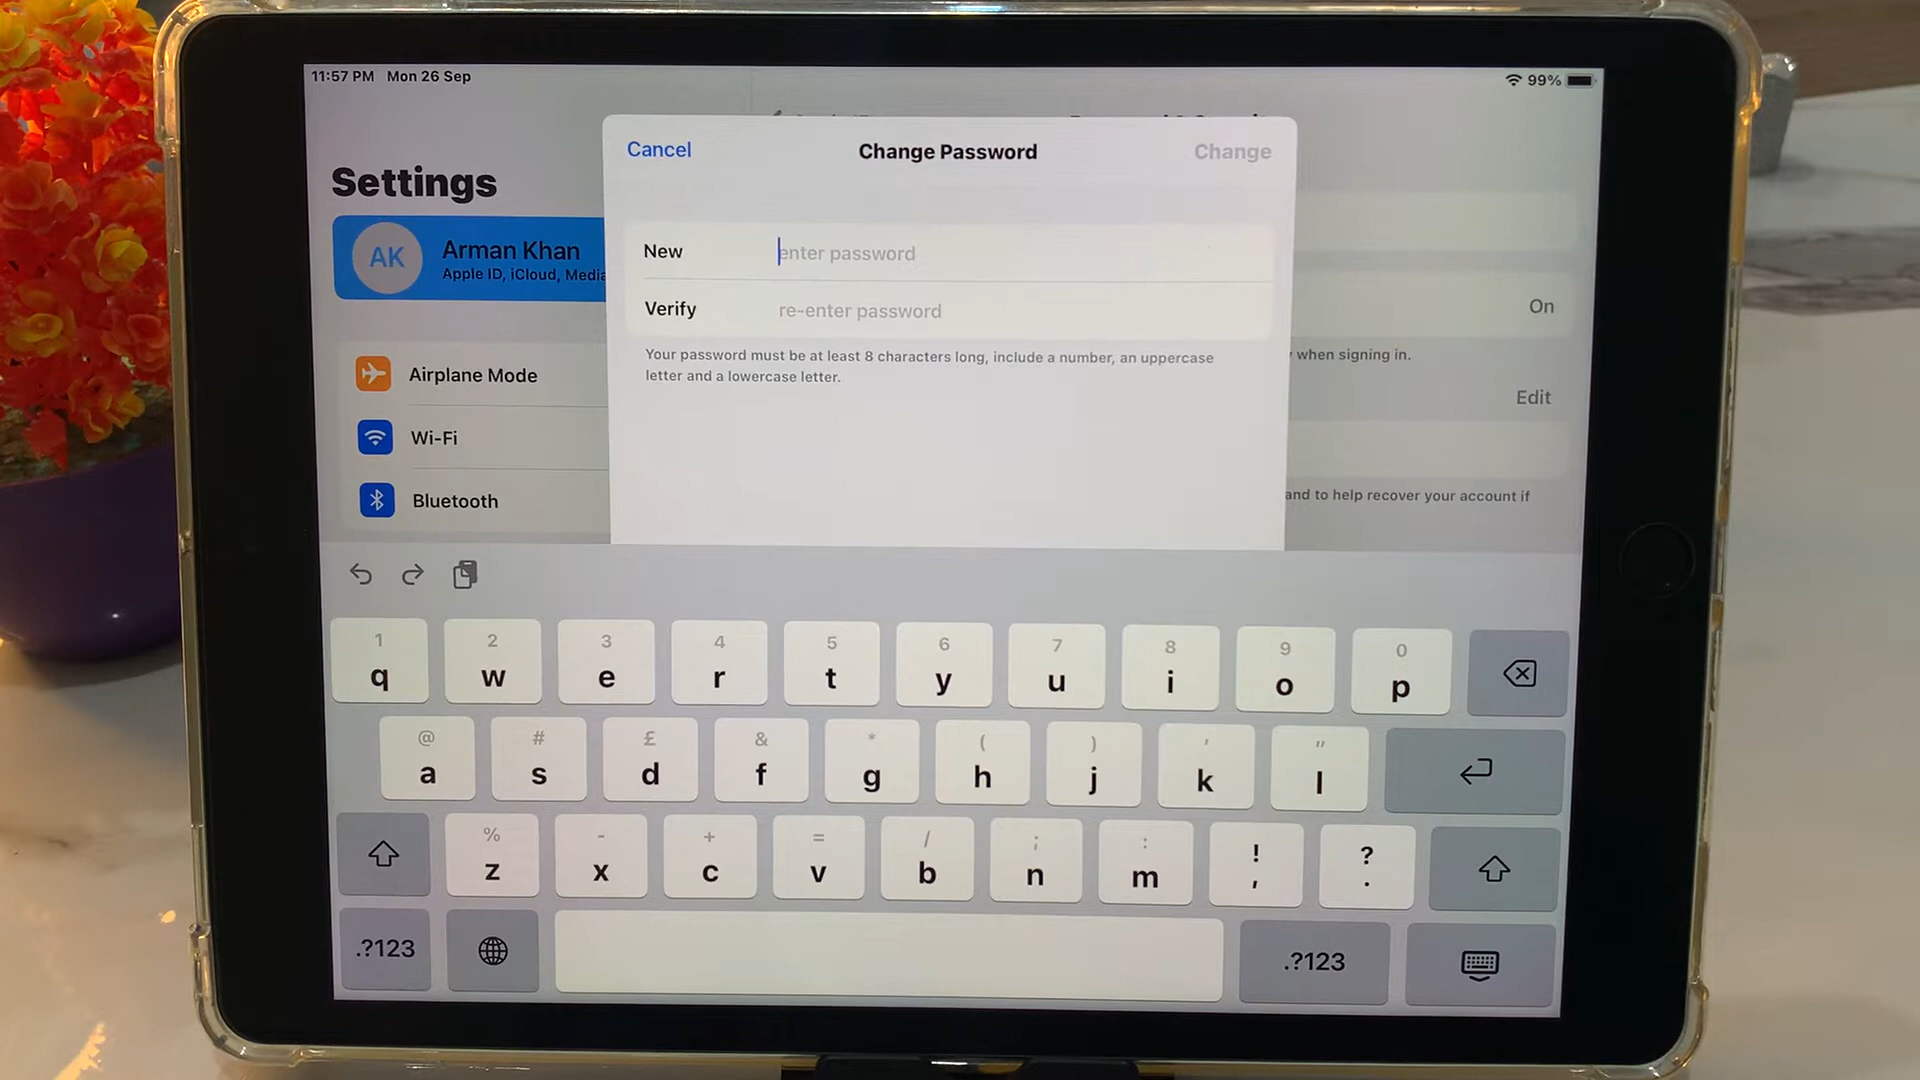 11:57 PM Mon 26 Sep
99%
Settings
AK
Arman Khan
Apple ID, iCloud, Media
Airplane Mode
Wi-Fi
Bluetooth
Cancel
Change Password
Change
New
enter password
Verify
re-enter password
Your password must be at least 8 characters long, include a number, an uppercase
letter and a lowercase letter.
On
when signing in.
Edit
and to help recover your account if
1 2 3 4 5 6 7 8 9 0
q w e r t y u i o p
@ # £ & * ( ) ' "
a s d f g h j k l
% - + = / ; : ! ?
z x c v b n m , .
.?123
.?123